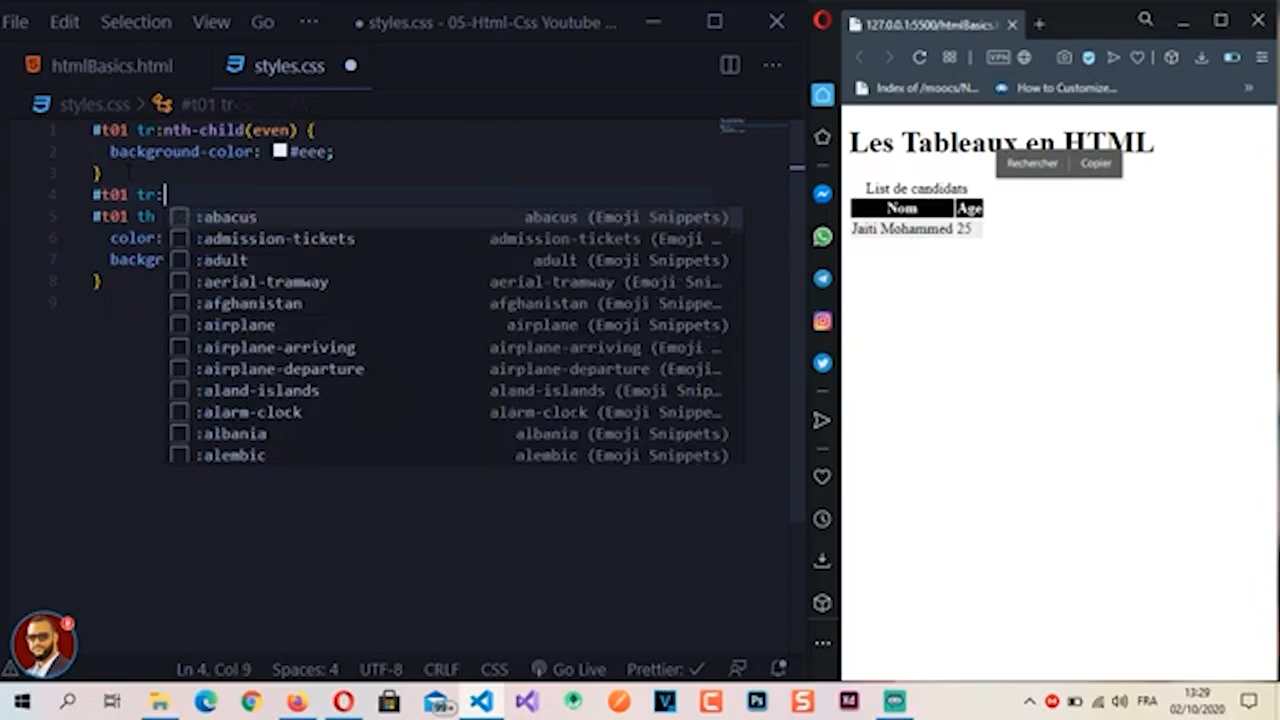 File Edit Selection View Go ··· ● styles.css - 05-Html-Css Youtube ...
htmlBasics.html styles.css
styles.css > #t01 tr
1 #t01 tr:nth-child(even) {
2 background-color: #eee;
3 }
4 #t01 tr:
5 #t01 th
6 color:
7 backgr
8 }
9
:abacus abacus (Emoji Snippets)
:admission-tickets admission-tickets (Emoji …
:adult adult (Emoji Snippets)
:aerial-tramway aerial-tramway (Emoji Sni…
:afghanistan afghanistan (Emoji Snippe…
:airplane airplane (Emoji Snippets)
:airplane-arriving airplane-arriving (Emoji …
:airplane-departure airplane-departure (Emoji…
:aland-islands aland-islands (Emoji Snip…
:alarm-clock alarm-clock (Emoji Snippe…
:albania albania (Emoji Snippets)
:alembic alembic (Emoji Snippets)
Ln 4, Col 9 Spaces: 4 UTF-8 CRLF CSS Go Live Prettier: ✓
127.0.0.1:5500/htmlBasics.
VPN
Index of /moocs/N... How to Customize... »
Les Tableaux en HTML
Rechercher Copier
List de candidats
Nom Age
Jaiti Mohammed 25
99+
FRA
13:29
02/10/2020